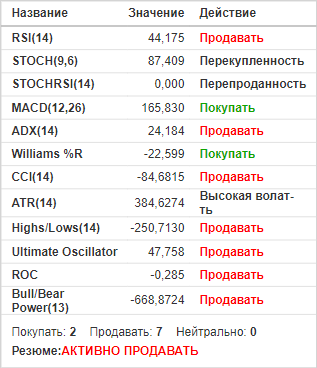 Название Значение Действие
RSI(14) 44,175 Продавать
STOCH(9,6) 87,409 Перекупленность
STOCHRSI(14) 0,000 Перепроданность
MACD(12,26) 165,830 Покупать
ADX(14) 24,184 Продавать
Williams %R -22,599 Покупать
CCI(14) -84,6815 Продавать
ATR(14) 384,6274 Высокая волат-
ть
Highs/Lows(14) -250,7130 Продавать
Ultimate Oscillator 47,758 Продавать
ROC -0,285 Продавать
Bull/Bear
Power(13) -668,8724 Продавать
Покупать: 2 Продавать: 7 Нейтрально: 0
Резюме:АКТИВНО ПРОДАВАТЬ